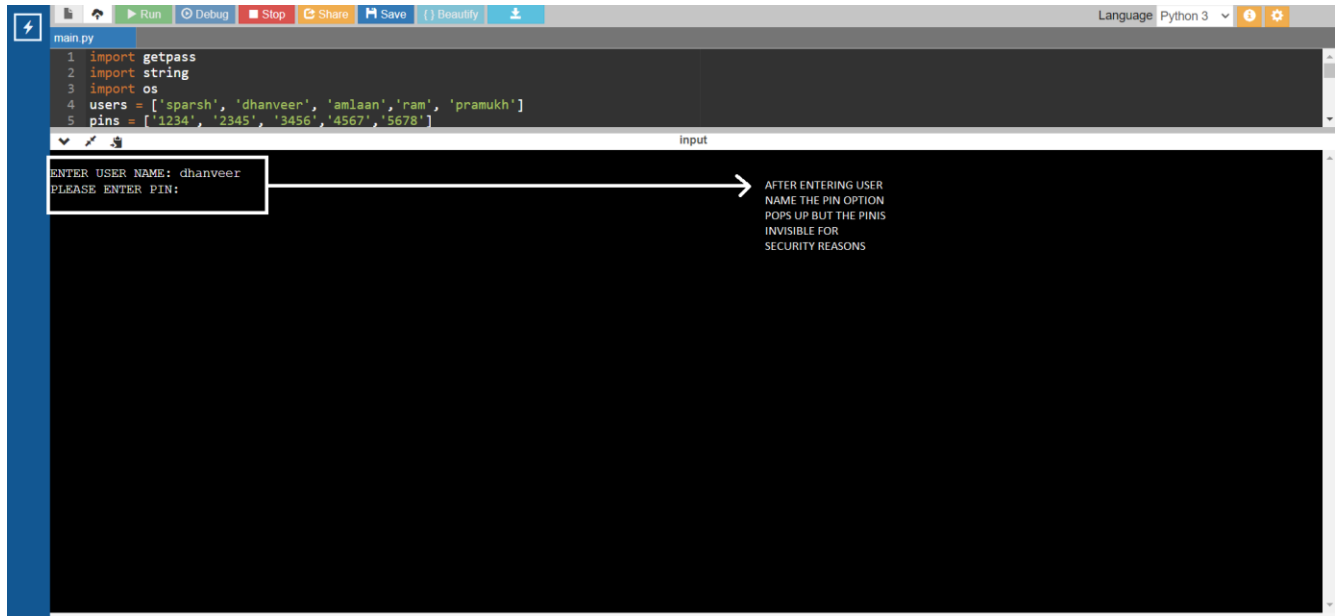 Run Debug Stop Share Save {} Beautify Language Python 3
main.py
1 import getpass
2 import string
3 import os
4 users = ['sparsh', 'dhanveer', 'amlaan','ram', 'pramukh']
5 pins = ['1234', '2345', '3456','4567','5678']
input
ENTER USER NAME: dhanveer
PLEASE ENTER PIN:
AFTER ENTERING USER
NAME THE PIN OPTION
POPS UP BUT THE PINIS
INVISIBLE FOR
SECURITY REASONS